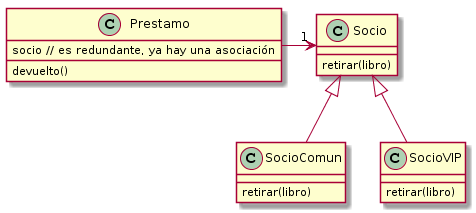 C Prestamo
socio // es redundante, ya hay una asociación
devuelto()
1
C Socio
retirar(libro)
C SocioComun
retirar(libro)
C SocioVIP
retirar(libro)